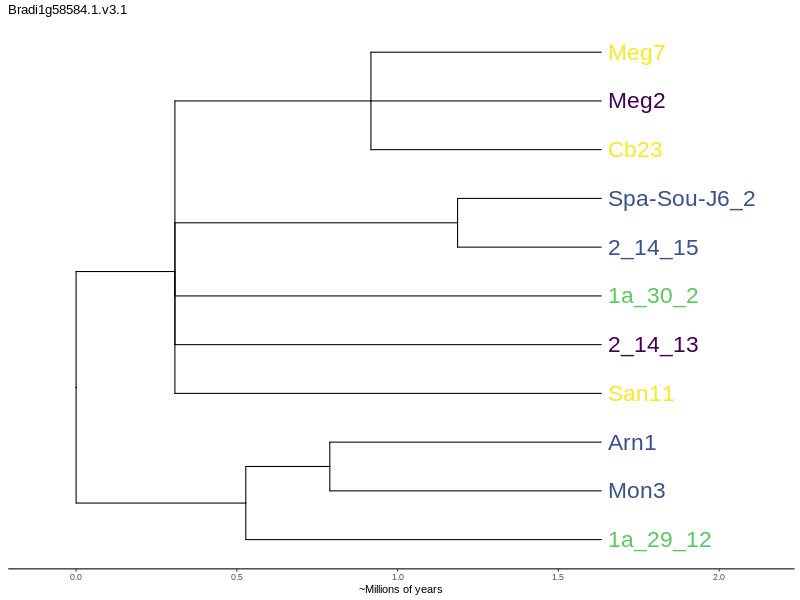 Bradi1g58584.1.v3.1
Meg7
Meg2
Cb23
Spa-Sou-J6_2
2_14_15
1a_30_2
2_14_13
San11
Arn1
Mon3
1a_29_12
0.0 0.5 1.0 1.5 2.0
~Millions of years